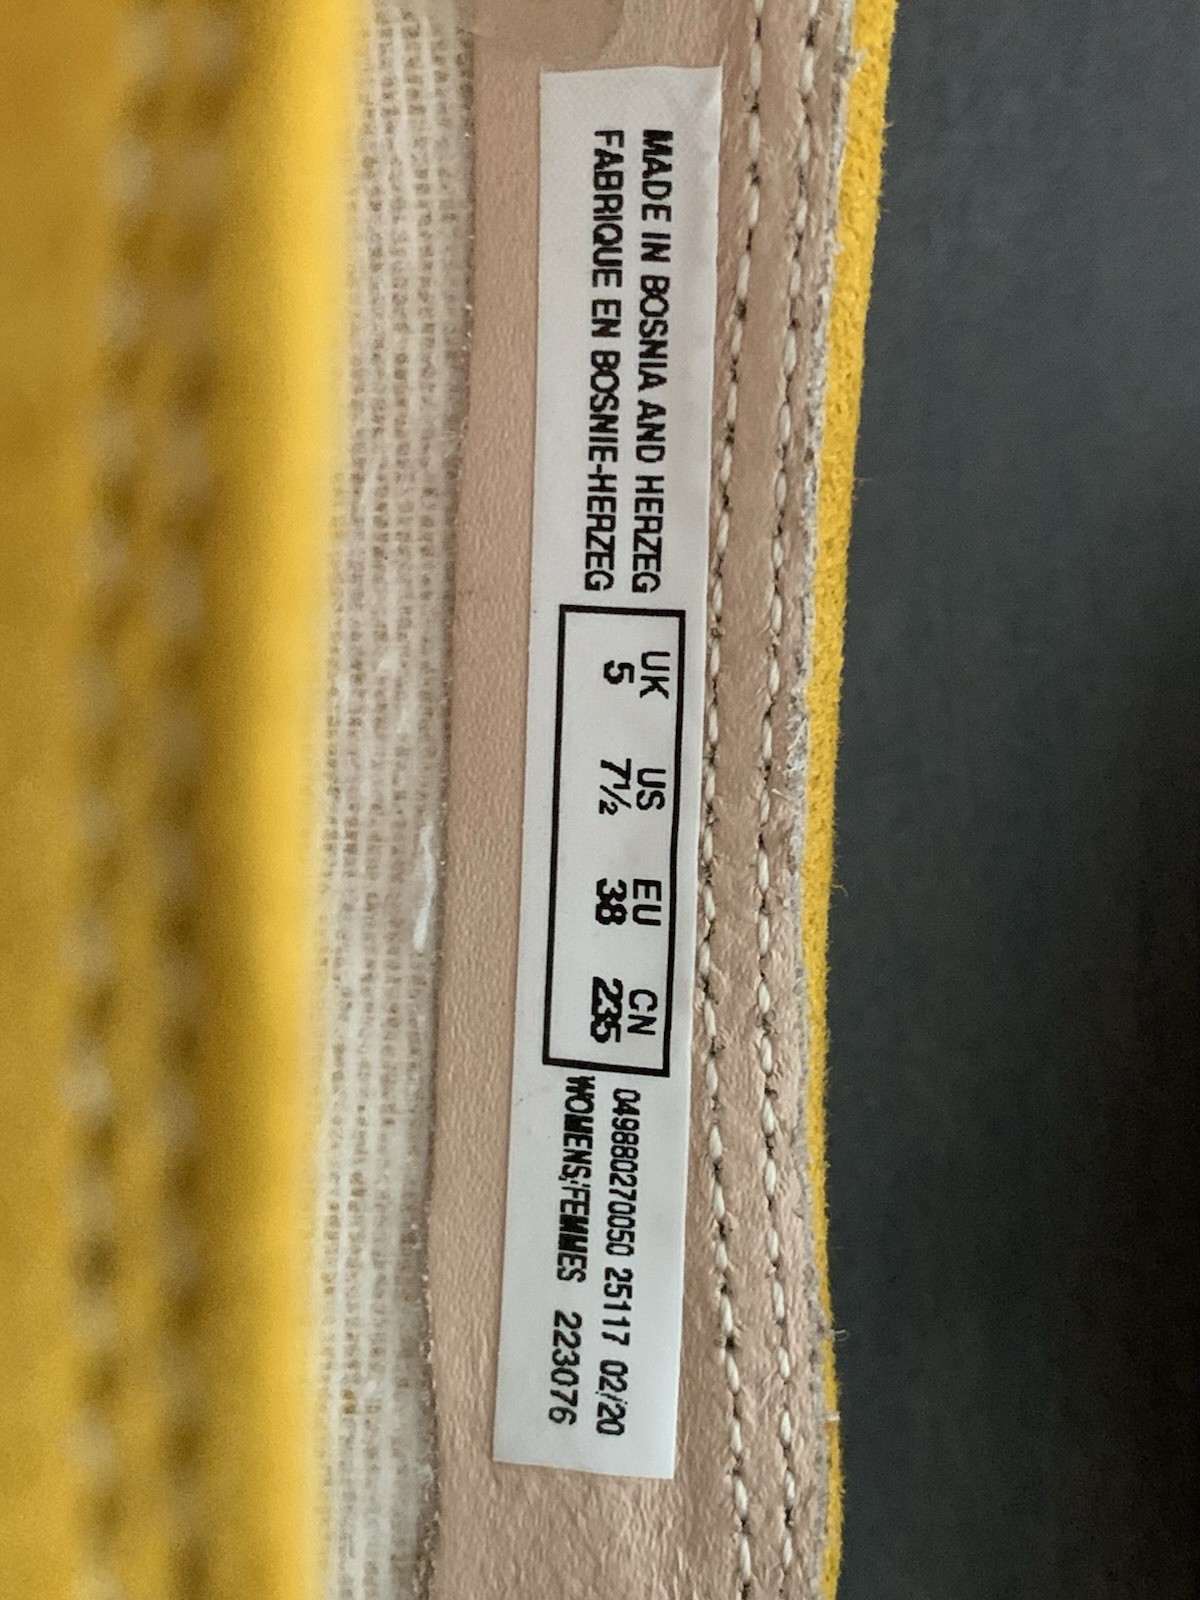 MADE IN BOSNIA AND HERZEG
FABRIQUE EN BOSNIE-HERZEG
UK US EU CN
5 7½ 38 235
049880270050 25117 02/20
WOMENS/FEMMES 223076